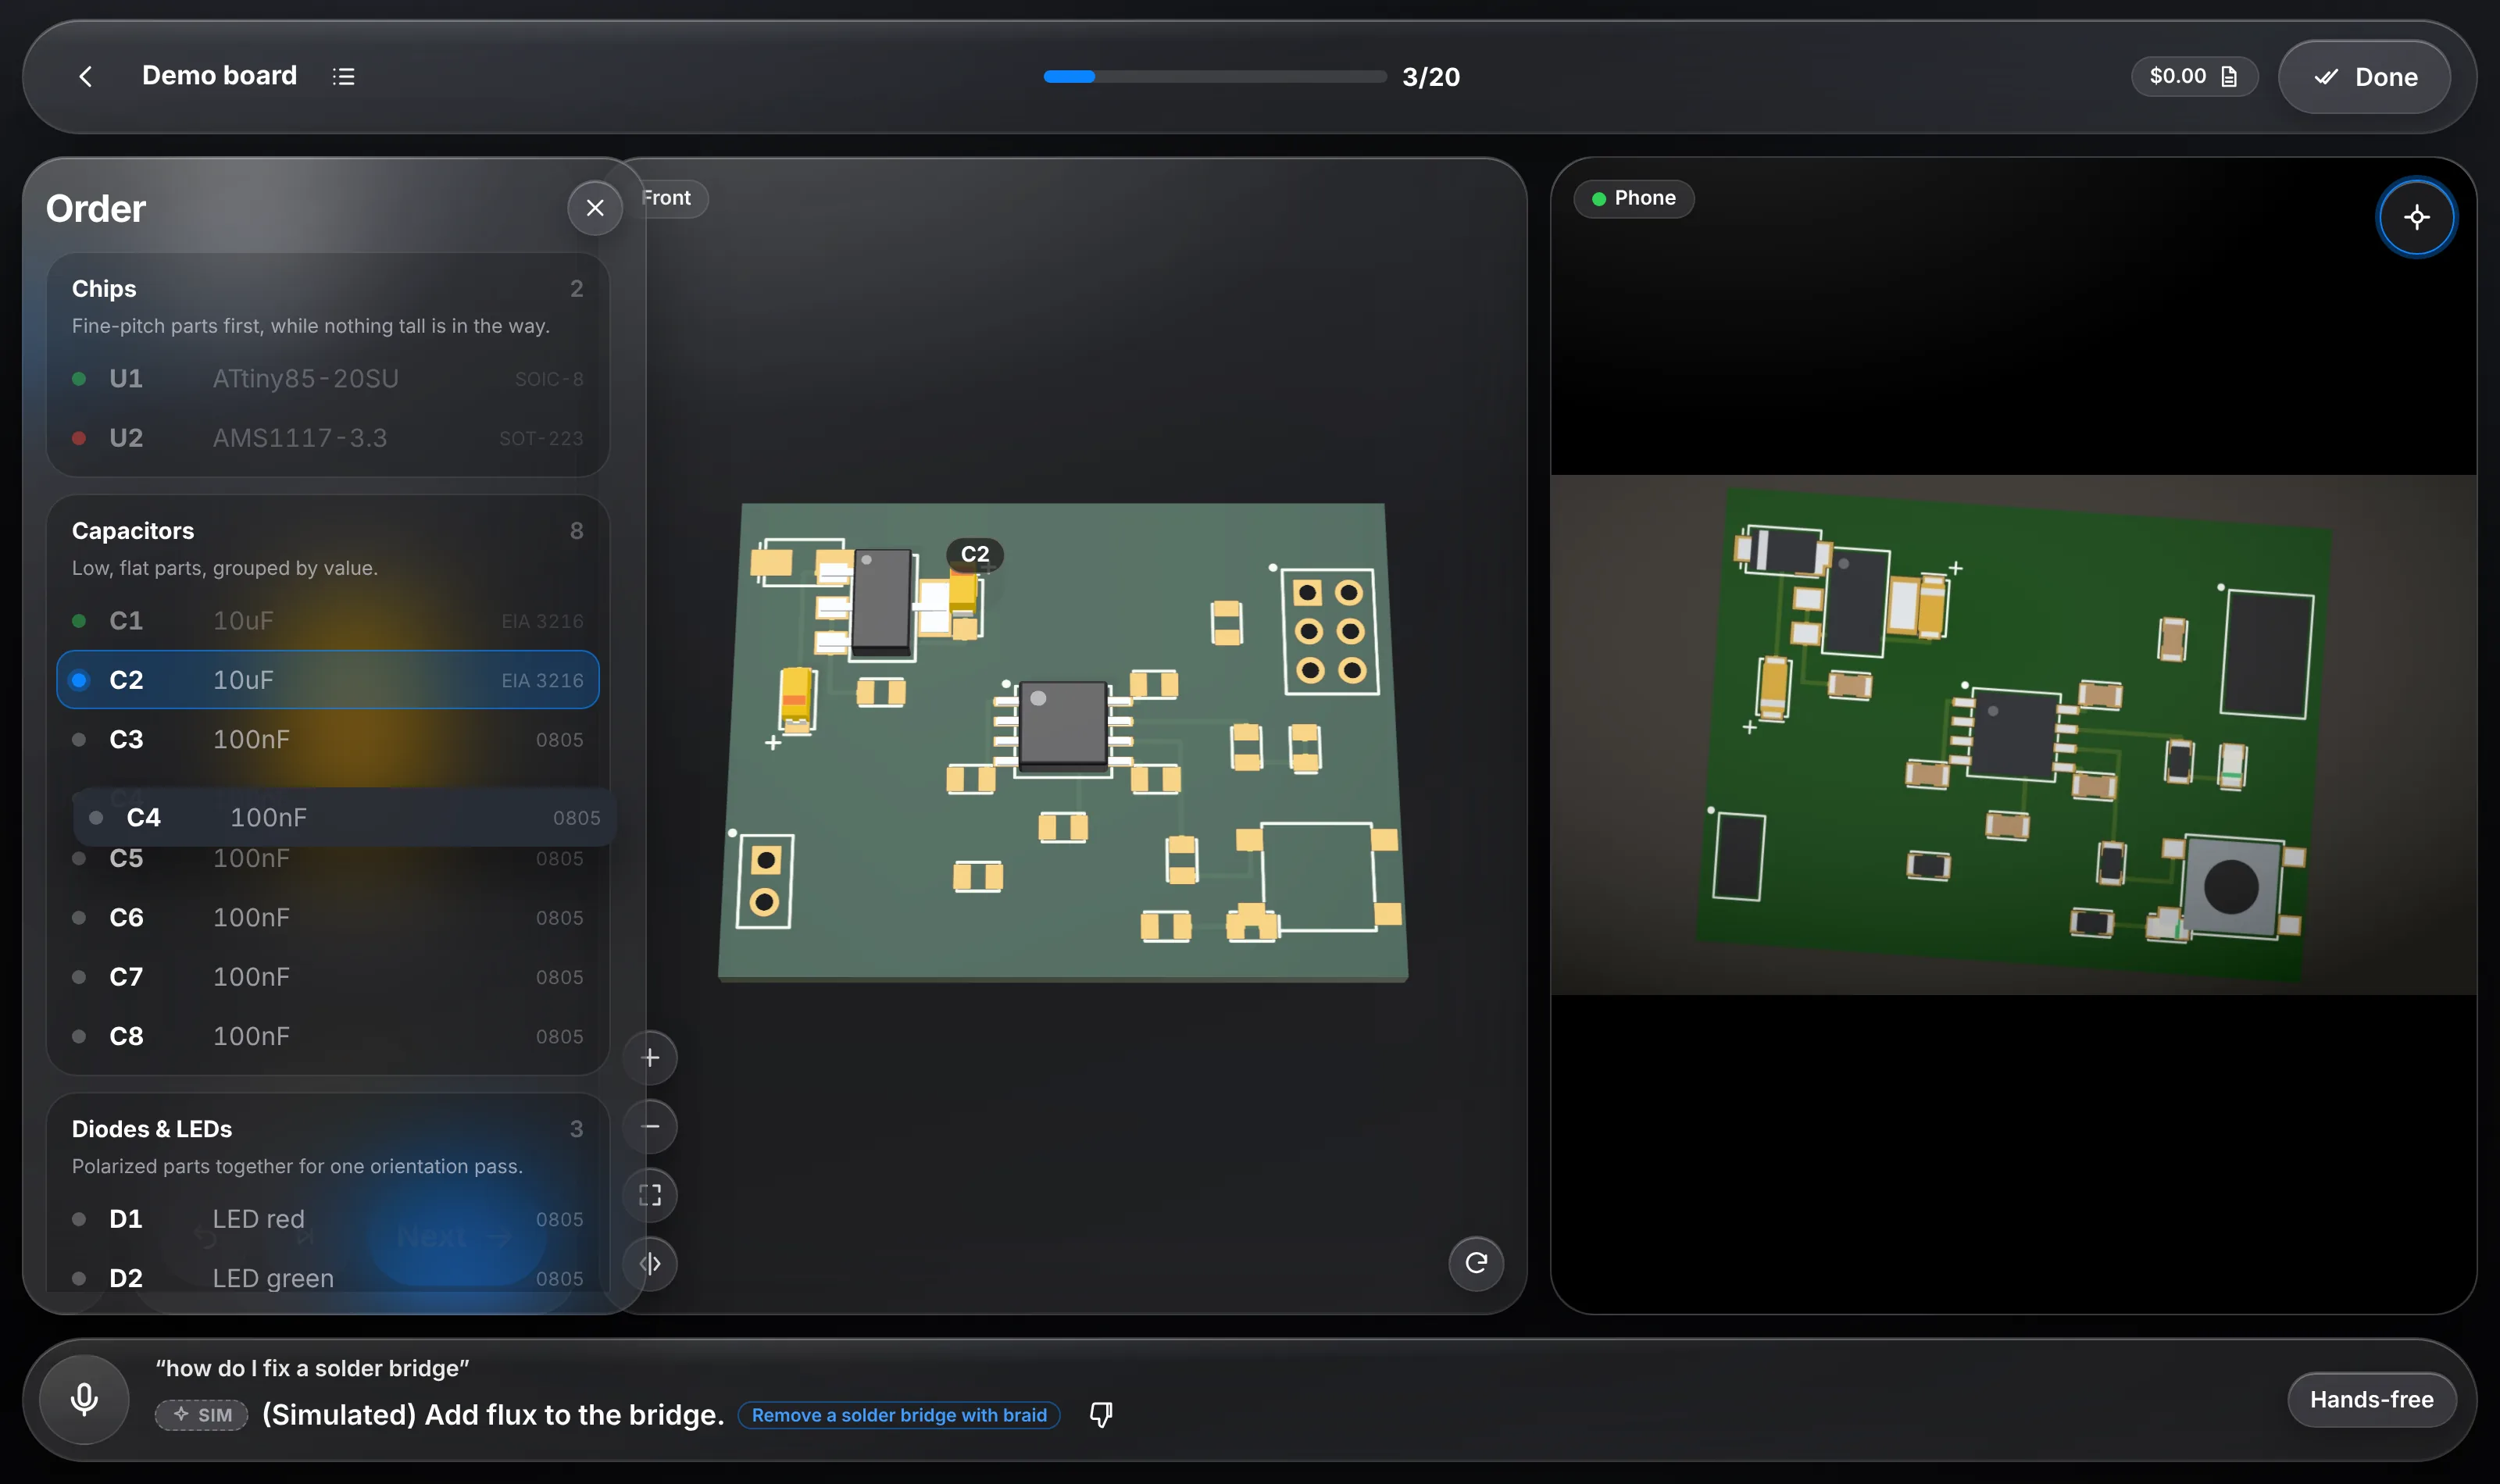 Demo board
3/20
$0.00
Done
Order
Chips 2
Fine-pitch parts first, while nothing tall is in the way.
U1 ATtiny85-20SU SOIC-8
U2 AMS1117-3.3 SOT-223
Capacitors 8
Low, flat parts, grouped by value.
C1 10uF EIA 3216
C2 10uF EIA 3216
C3 100nF 0805
C4 100nF 0805
C5 100nF 0805
C6 100nF 0805
C7 100nF 0805
C8 100nF 0805
Diodes & LEDs 3
Polarized parts together for one orientation pass.
D1 LED red 0805
Next
D2 LED green 0805
Front
C2
Phone
“how do I fix a solder bridge”
SIM (Simulated) Add flux to the bridge. Remove a solder bridge with braid
Hands-free